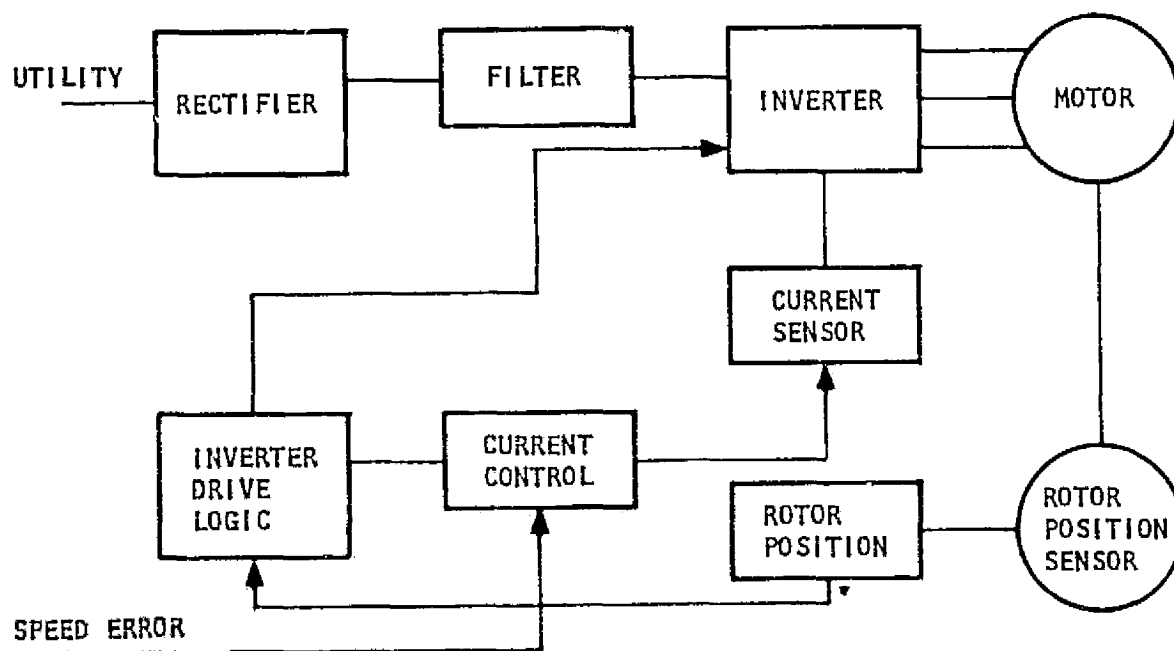 UTILITY
RECTIFIER
FILTER
INVERTER
MOTOR
CURRENT
SENSOR
INVERTER
DRIVE
LOGIC
CURRENT
CONTROL
ROTOR
POSITION
ROTOR
POSITION
SENSOR
SPEED ERROR